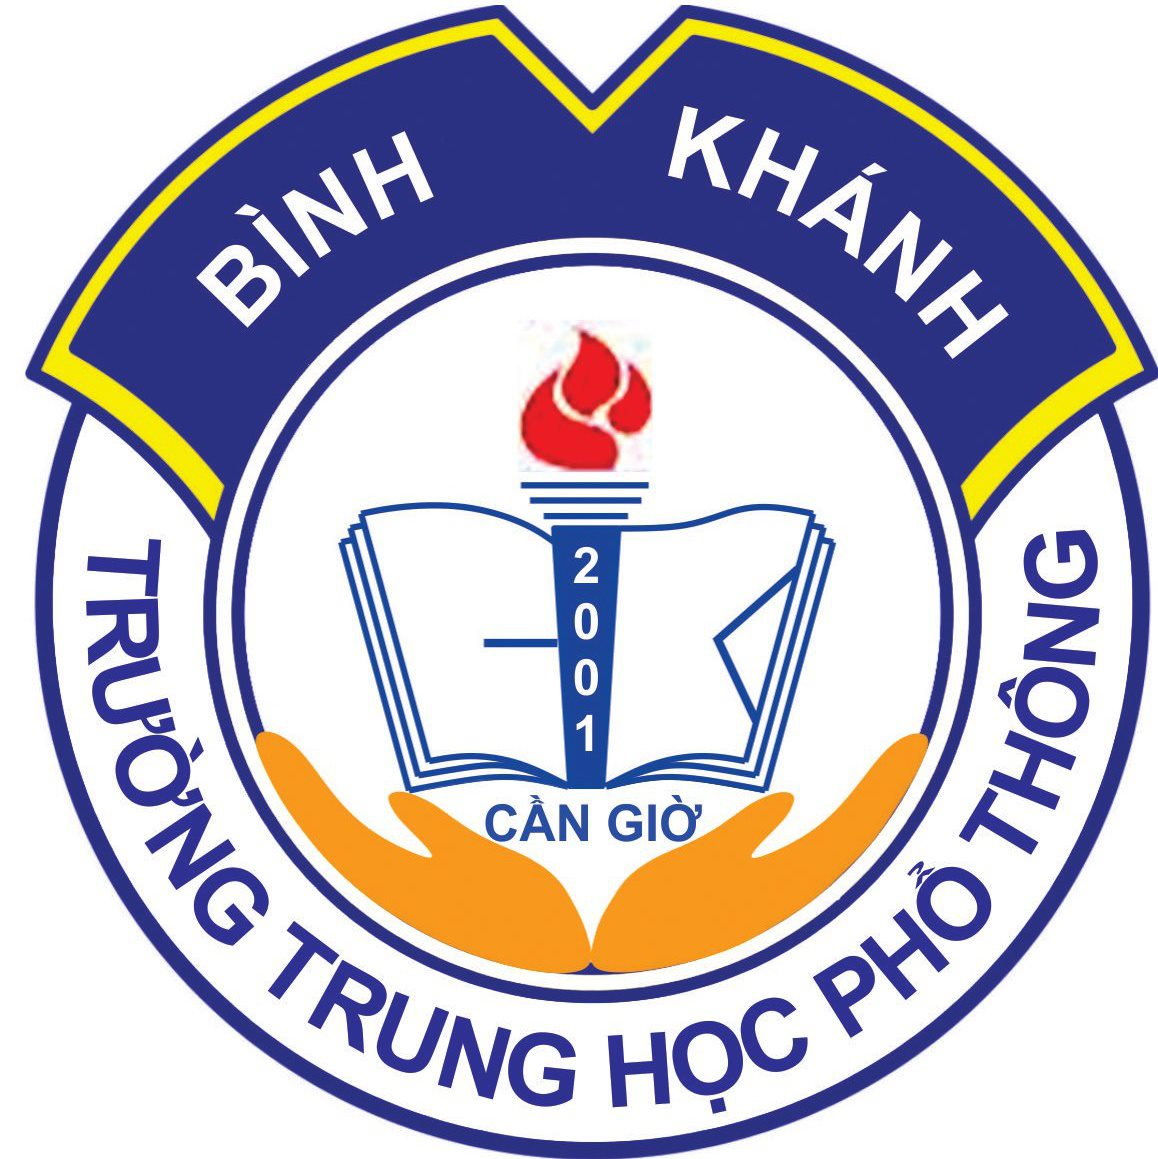 BÌNH KHÁNH
2001
CẦN GIỜ
TRƯỜNG TRUNG HỌC PHỔ THÔNG